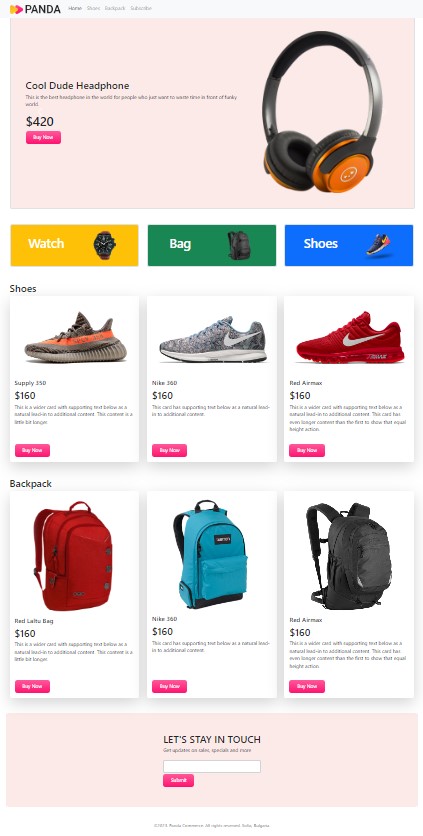 PANDA Home Shoes Backpack Subscribe
Cool Dude Headphone
This is the best headphone in the world for people who just want to waste time in front of funky
world.
$420
Buy Now
Watch
Bag
Shoes
Shoes
Supply 350
$160
This is a wider card with supporting text below as a
natural lead-in to additional content. This content is a
little bit longer.
Buy Now
Nike 360
$160
This card has supporting text below as a natural lead-
in to additional content.
Buy Now
Red Airmax
$160
This is a wider card with supporting text below as a
natural lead-in to additional content. This card has
even longer content than the first to show that equal
height action.
Buy Now
Backpack
Red Laltu Bag
$160
This is a wider card with supporting text below as a
natural lead-in to additional content. This content is a
little bit longer.
Buy Now
Nike 360
$160
This card has supporting text below as a natural lead-
in to additional content.
Buy Now
Red Airmax
$160
This is a wider card with supporting text below as a
natural lead-in to additional content. This card has
even longer content than the first to show that equal
height action.
Buy Now
LET'S STAY IN TOUCH
Get updates on sales, specials and more
Submit
Panda Commerce. All rights reserved. Sofia, Bulgaria